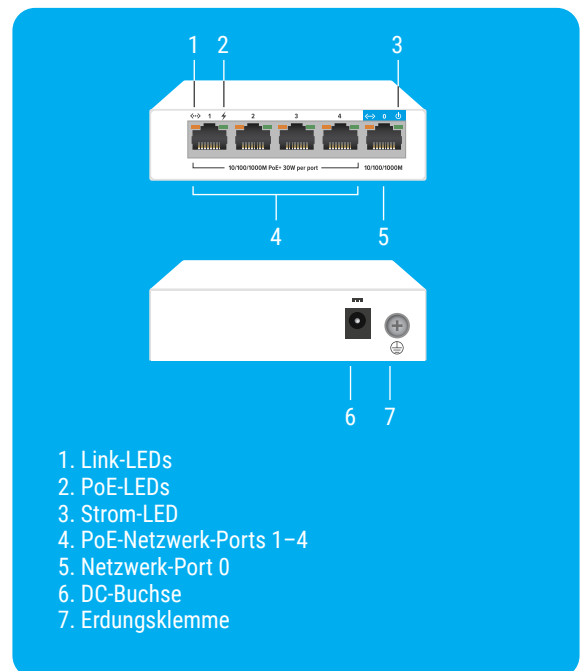 1 2 3
1 2 3 4 0
10/100/1000M PoE+ 30W per port 10/100/1000M
4 5
6 7
1. Link-LEDs
2. PoE-LEDs
3. Strom-LED
4. PoE-Netzwerk-Ports 1–4
5. Netzwerk-Port 0
6. DC-Buchse
7. Erdungsklemme